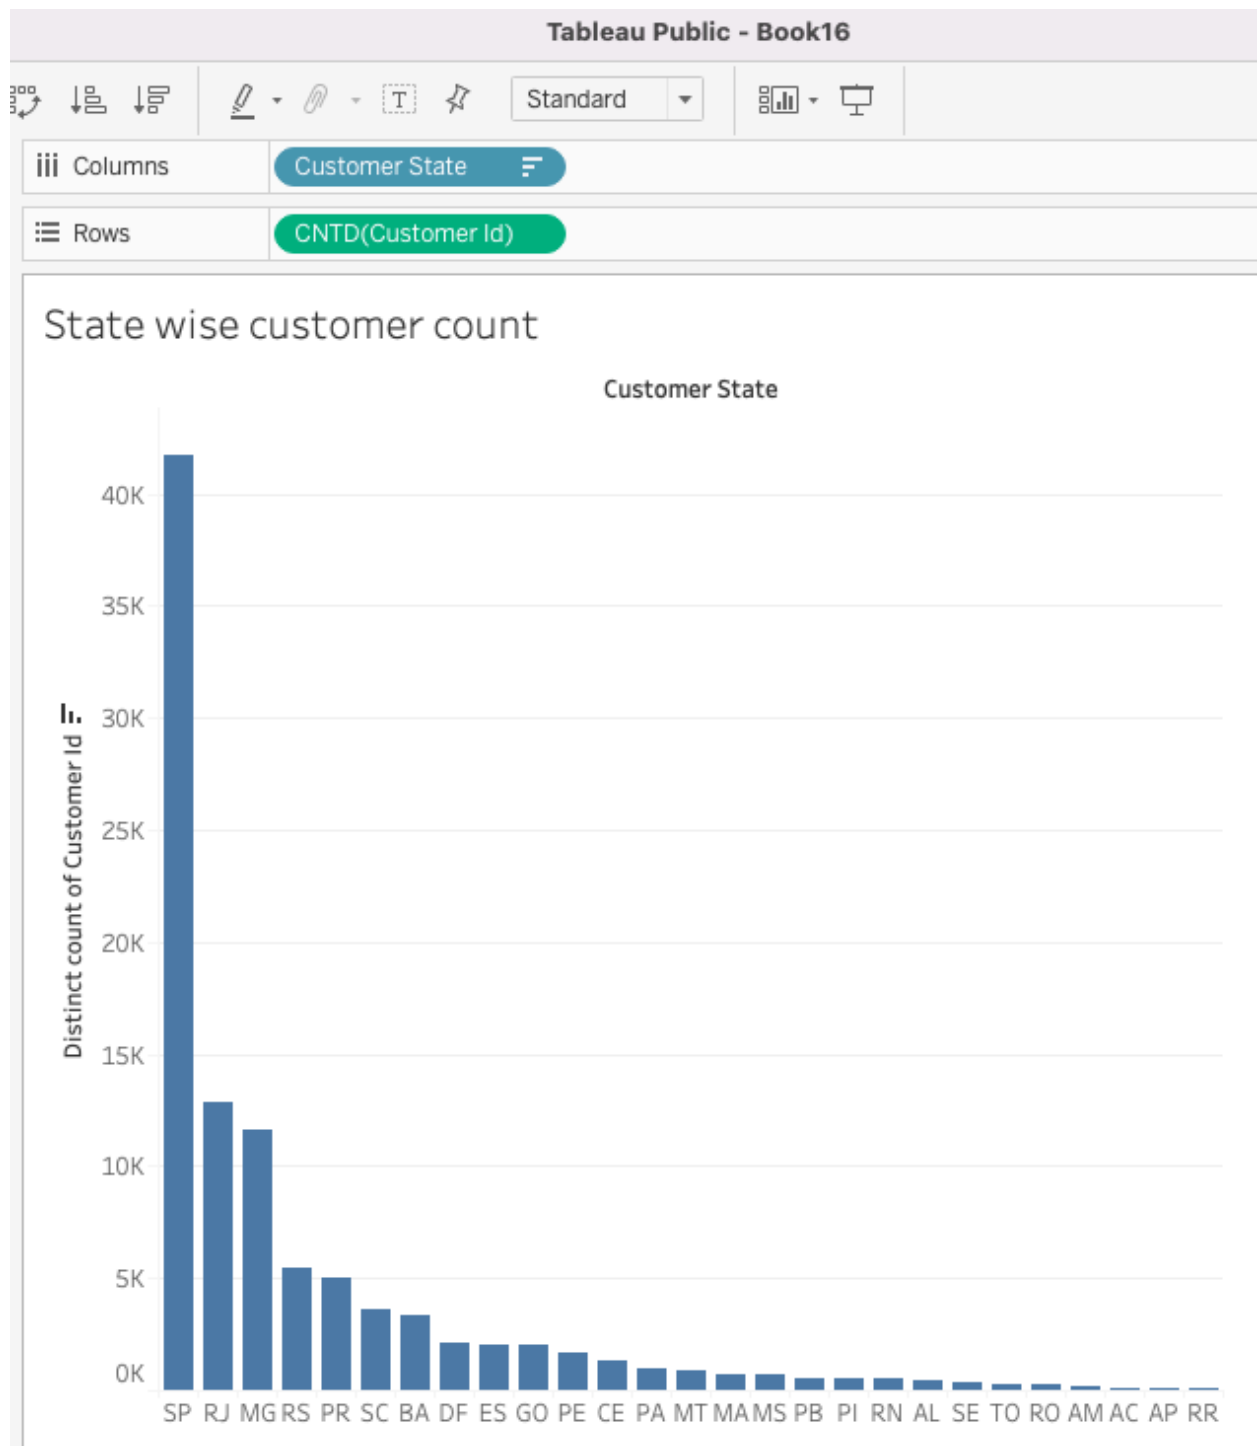 Tableau Public - Book16
T Standard
Columns Customer State
Rows CNTD(Customer Id)
State wise customer count
Customer State
Distinct count of Customer Id
40K
35K
30K
25K
20K
15K
10K
5K
0K
SP RJ MG RS PR SC BA DF ES GO PE CE PA MT MA MS PB PI RN AL SE TO RO AM AC AP RR